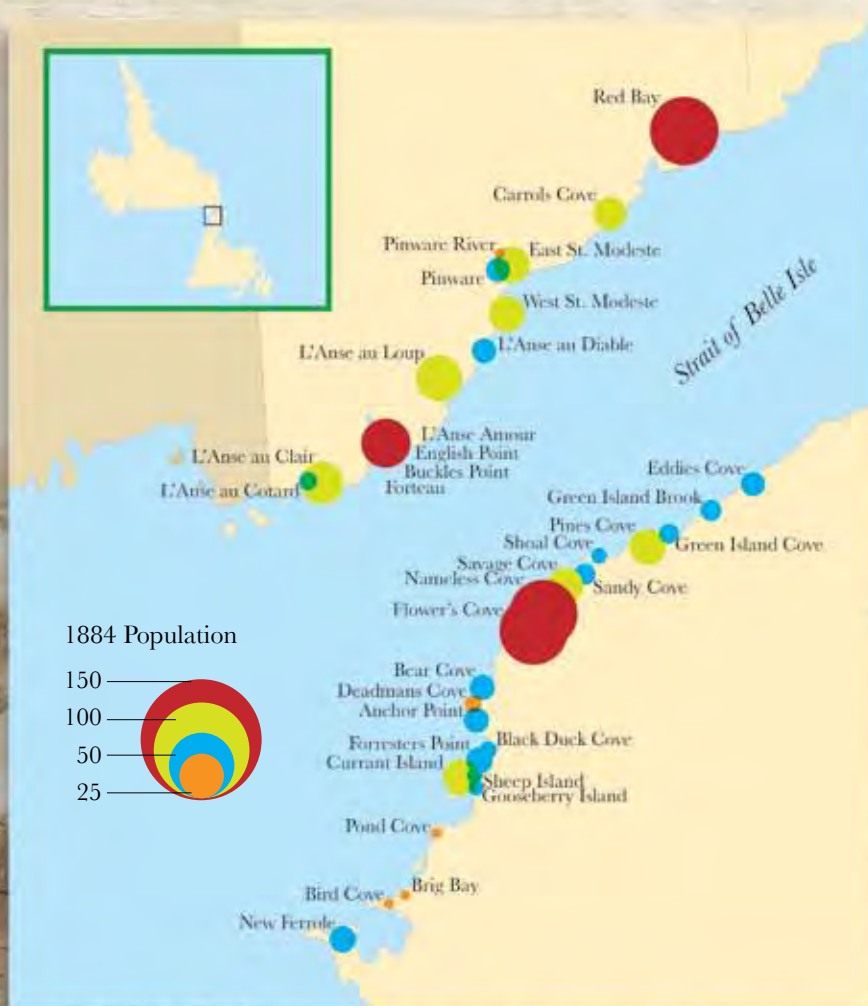 Red Bay
Carrols Cove
Pinware River
East St. Modeste
Pinware
West St. Modeste
L'Anse au Diable
L'Anse au Loup
Strait of Belle Isle
L'Anse Amour
English Point
Buckles Point
Forteau
L'Anse au Clair
L'Anse au Cotard
Eddies Cove
Green Island Brook
Pines Cove
Green Island Cove
Shoal Cove
Savage Cove
Nameless Cove
Sandy Cove
Flower's Cove
1884 Population
150
100
50
25
Bear Cove
Deadmans Cove
Anchor Point
Black Duck Cove
Forresters Point
Currant Island
Sheep Island
Gooseberry Island
Pond Cove
Brig Bay
Bird Cove
New Ferrole